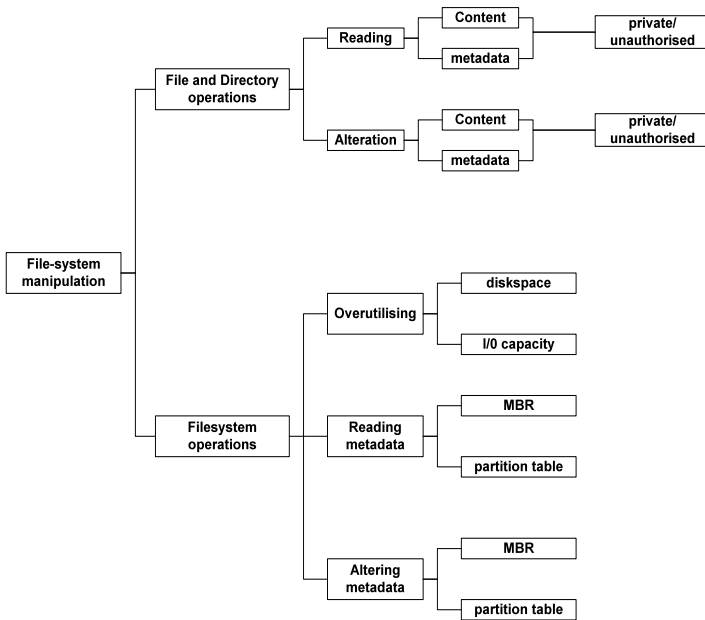 File-system
manipulation
File and Directory
operations
Reading
Content
metadata
private/
unauthorised
Alteration
Content
metadata
private/
unauthorised
Filesystem
operations
Overutilising
diskspace
I/0 capacity
Reading
metadata
MBR
partition table
Altering
metadata
MBR
partition table